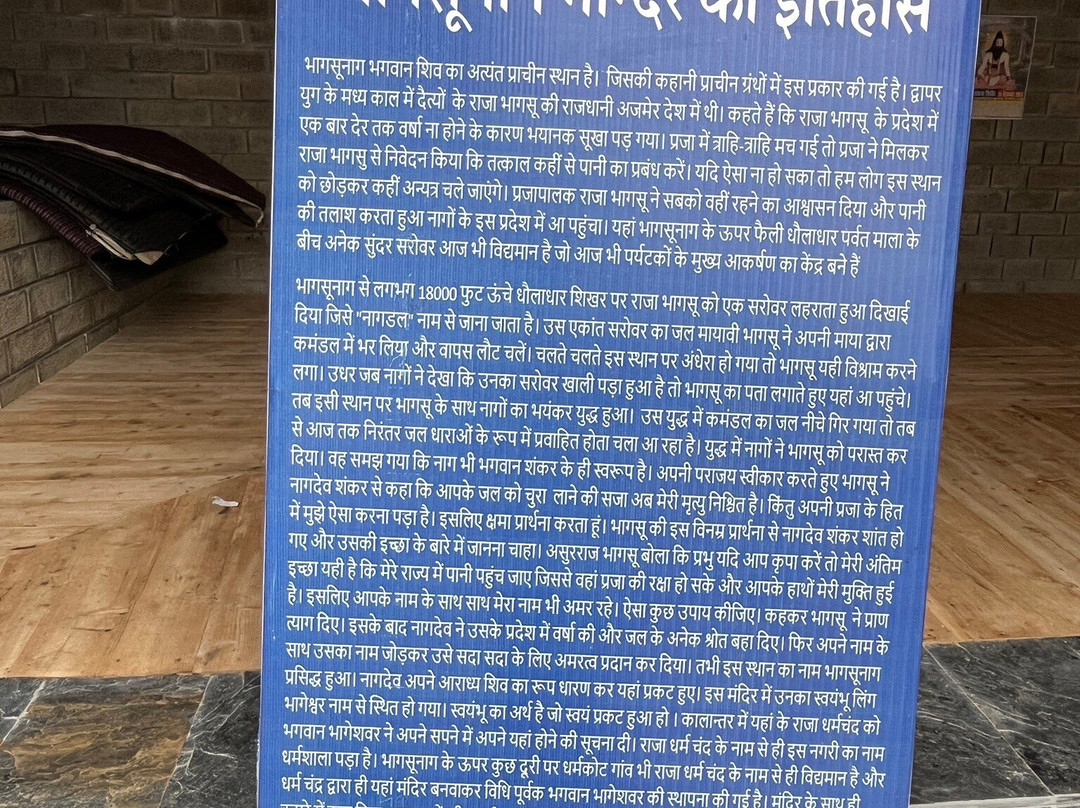 का इतिहास
भागसूनाग भगवान शिव का अत्यंत प्राचीन स्थान है। जिसकी कहानी प्राचीन ग्रंथों में इस प्रकार की गई है। द्वापर
युग के मध्य काल में दैत्यों के राजा भागसू की राजधानी अजमेर देश में थी। कहते हैं कि राजा भागसू के प्रदेश में
एक बार देर तक वर्षा ना होने के कारण भयानक सूखा पड़ गया। प्रजा में त्राहि-त्राहि मच गई तो प्रजा ने मिलकर
राजा भागसु से निवेदन किया कि तत्काल कहीं से पानी का प्रबंध करें। यदि ऐसा ना हो सका तो हम लोग इस स्थान
को छोड़कर कहीं अन्यत्र चले जाएंगे। प्रजापालक राजा भागसू ने सबको वहीं रहने का आश्वासन दिया और पानी
की तलाश करता हुआ नागों के इस प्रदेश में आ पहुंचा। यहां भागसूनाग के ऊपर फैली धौलाधार पर्वत माला के
बीच अनेक सुंदर सरोवर आज भी विद्यमान है जो आज भी पर्यटकों के मुख्य आकर्षण का केंद्र बने हैं
भागसूनाग से लगभग 18000 फुट ऊंचे धौलाधार शिखर पर राजा भागसू को एक सरोवर लहराता हुआ दिखाई
दिया जिसे "नागडल" नाम से जाना जाता है। उस एकांत सरोवर का जल मायावी भागसू ने अपनी माया द्वारा
कमंडल में भर लिया और वापस लौट चलें। चलते चलते इस स्थान पर अंधेरा हो गया तो भागसू यही विश्राम करने
लगा। उधर जब नागों ने देखा कि उनका सरोवर खाली पड़ा हुआ है तो भागसू का पता लगाते हुए यहां आ पहुंचे।
तब इसी स्थान पर भागसू के साथ नागों का भयंकर युद्ध हुआ। उस युद्ध में कमंडल का जल नीचे गिर गया तो तब
से आज तक निरंतर जल धाराओं के रूप में प्रवाहित होता चला आ रहा है। युद्ध में नागों ने भागसू को परास्त कर
दिया। वह समझ गया कि नाग भी भगवान शंकर के ही स्वरूप है। अपनी पराजय स्वीकार करते हुए भागसू ने
नागदेव शंकर से कहा कि आपके जल को चुरा लाने की सजा अब मेरी मृत्यु निश्चित है। किंतु अपनी प्रजा के हित
में मुझे ऐसा करना पड़ा है। इसलिए क्षमा प्रार्थना करता हूं। भागसू की इस विनम्र प्रार्थना से नागदेव शंकर शांत हो
गए और उसकी इच्छा के बारे में जानना चाहा। असुरराज भागसू बोला कि प्रभु यदि आप कृपा करें तो मेरी अंतिम
इच्छा यही है कि मेरे राज्य में पानी पहुंच जाए जिससे वहां प्रजा की रक्षा हो सके और आपके हाथों मेरी मुक्ति हुई
है। इसलिए आपके नाम के साथ साथ मेरा नाम भी अमर रहे। ऐसा कुछ उपाय कीजिए। कहकर भागसू ने प्राण
त्याग दिए। इसके बाद नागदेव ने उसके प्रदेश में वर्षा की और जल के अनेक श्रोत बहा दिए। फिर अपने नाम के
साथ उसका नाम जोड़कर उसे सदा सदा के लिए अमरत्व प्रदान कर दिया। तभी इस स्थान का नाम भागसूनाग
प्रसिद्ध हुआ। नागदेव अपने आराध्य शिव का रूप धारण कर यहां प्रकट हुए। इस मंदिर में उनका स्वयंभू लिंग
भागेश्वर नाम से स्थित हो गया। स्वयंभू का अर्थ है जो स्वयं प्रकट हुआ हो । कालान्तर में यहां के राजा धर्मचंद को
भगवान भागेशवर ने अपने सपने में अपने यहां होने की सूचना दी। राजा धर्म चंद के नाम से ही इस नगरी का नाम
धर्मशाला पड़ा है। भागसूनाग के ऊपर कुछ दूरी पर धर्मकोट गांव भी राजा धर्म चंद के नाम से ही विद्यमान है और
धर्म चंद्र द्वारा ही यहां मंदिर बनवाकर विधि पूर्वक भगवान भागेशवर की स्थापना की गई है। मंदिर के साथ ही